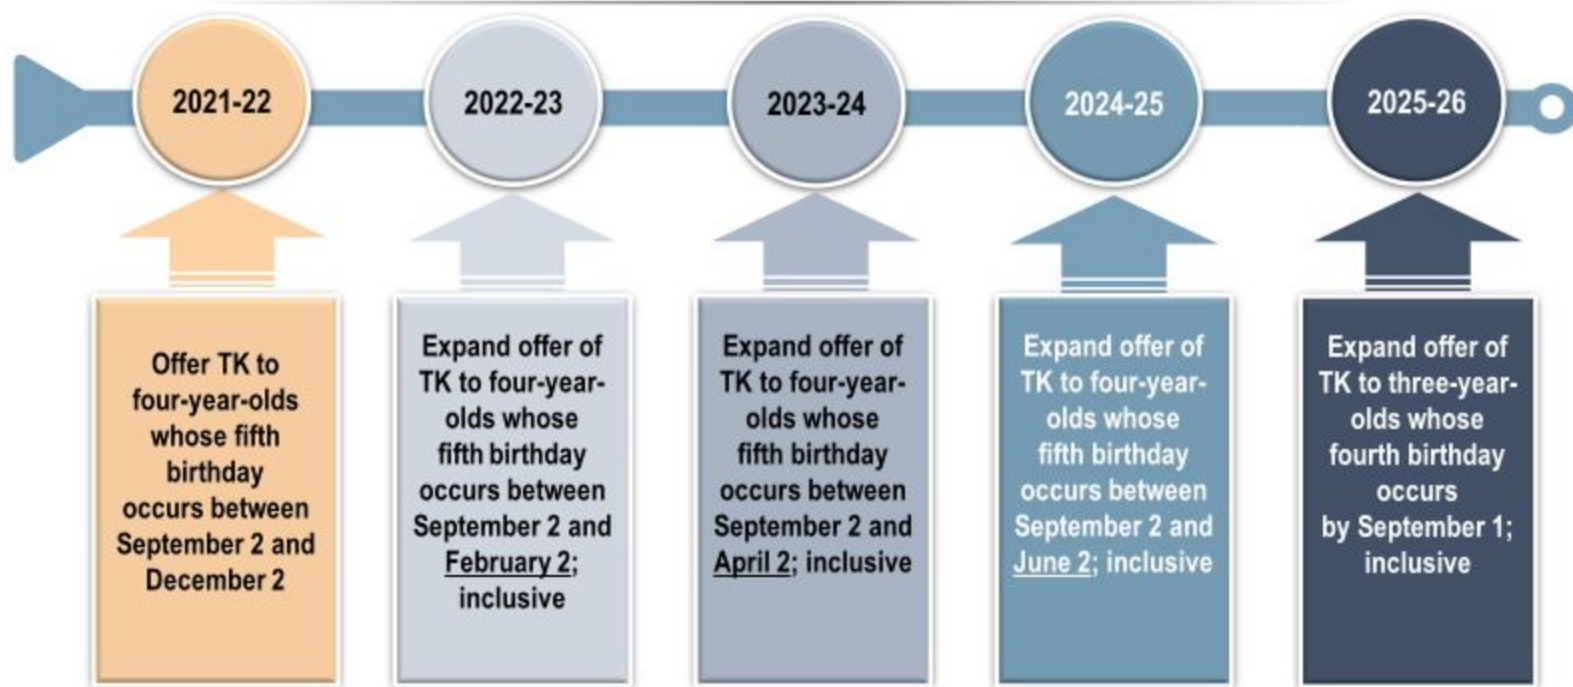 2021-22
2022-23
2023-24
2024-25
2025-26
Offer TK to
four-year-olds
whose fifth
birthday
occurs between
September 2 and
December 2
Expand offer of
TK to four-year-
olds whose
fifth birthday
occurs between
September 2 and
February 2;
inclusive
Expand offer of
TK to four-year-
olds whose
fifth birthday
occurs between
September 2 and
April 2; inclusive
Expand offer of
TK to four-year-
olds whose
fifth birthday
occurs between
September 2 and
June 2; inclusive
Expand offer of
TK to three-year-
olds whose
fourth birthday
occurs
by September 1;
inclusive